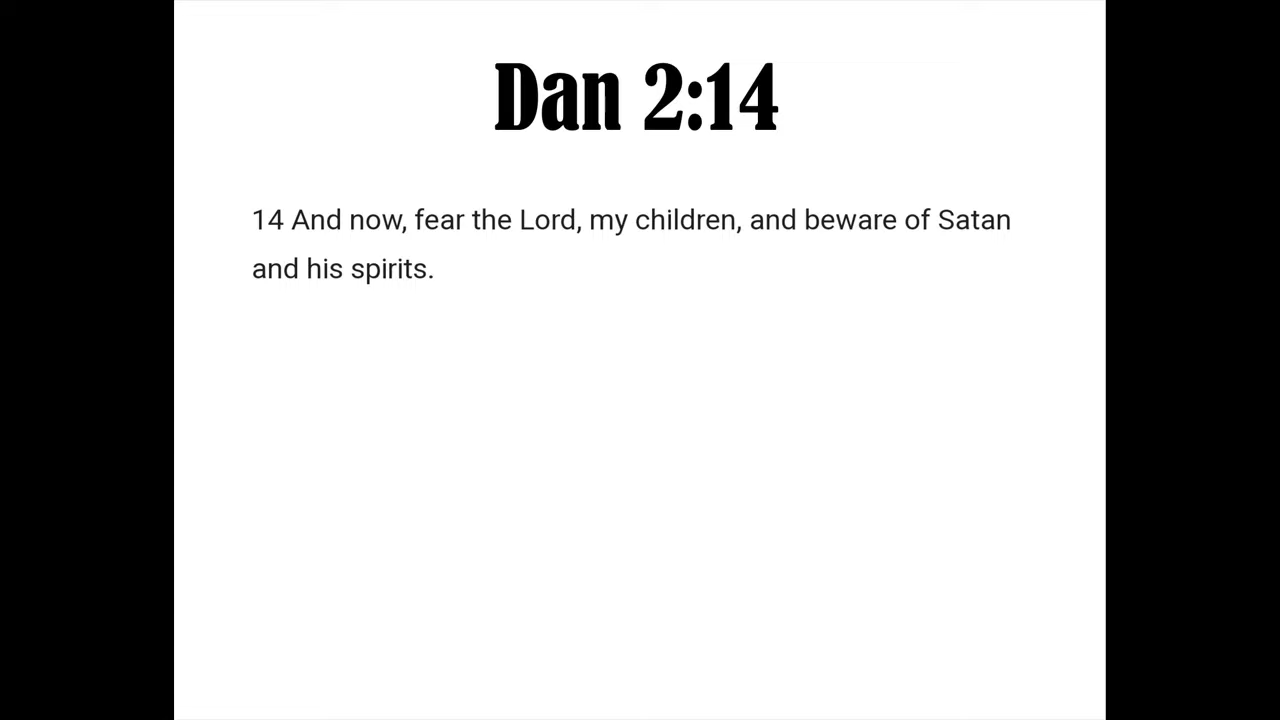 Dan 2:14
14 And now, fear the Lord, my children, and beware of Satan
and his spirits.